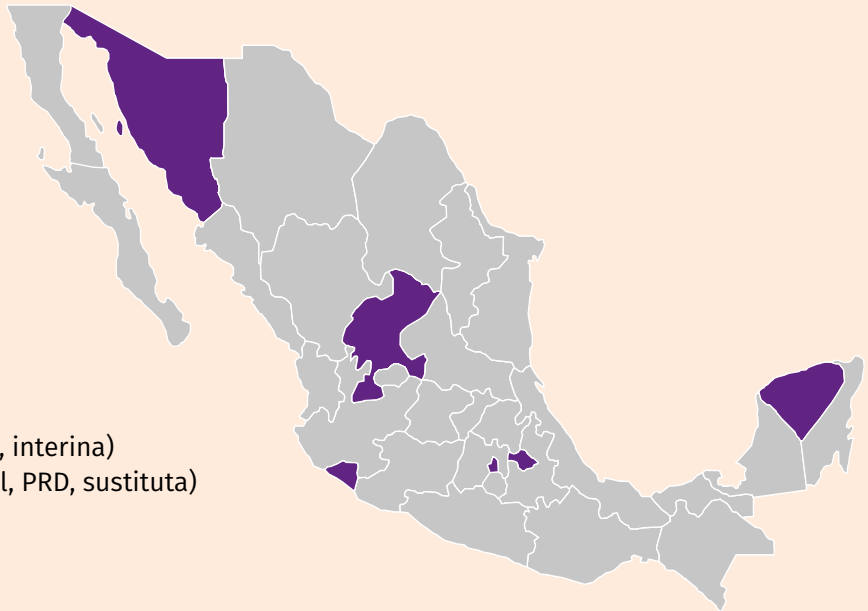 , interina)
l, PRD, sustituta)